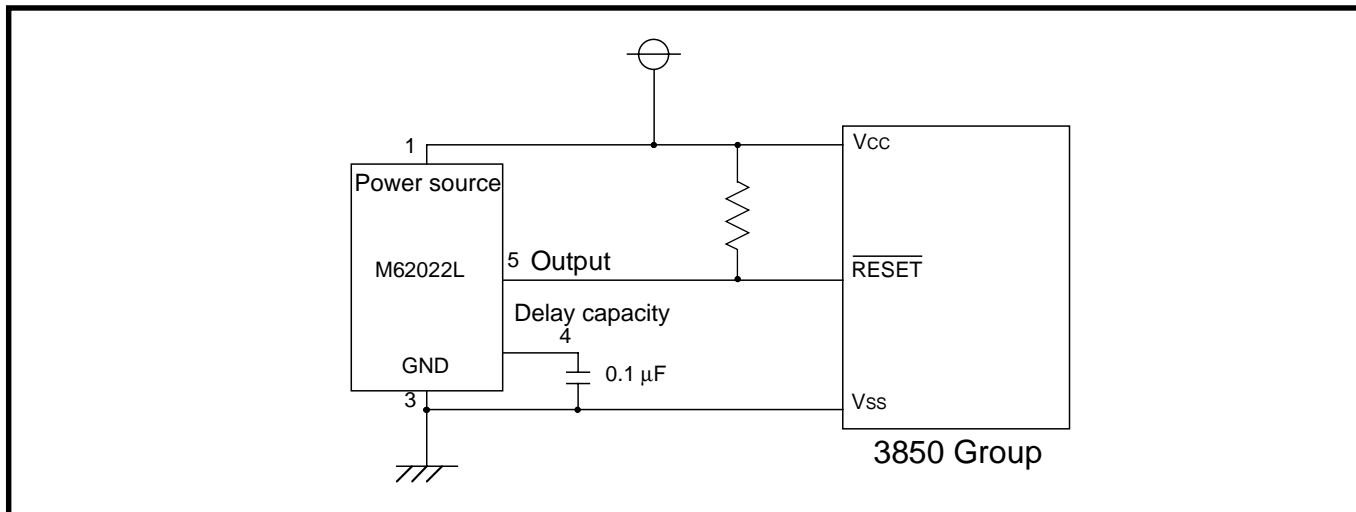 1
Power source
M62022L
5
Output
Delay capacity
4
GND
0.1 μF
3
VCC
RESET
VSS
3850 Group